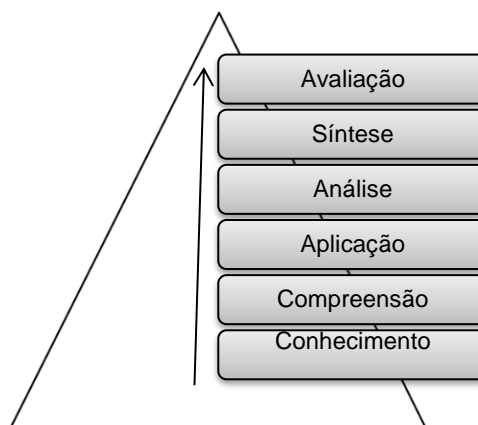 Avaliação
Síntese
Análise
Aplicação
Compreensão
Conhecimento